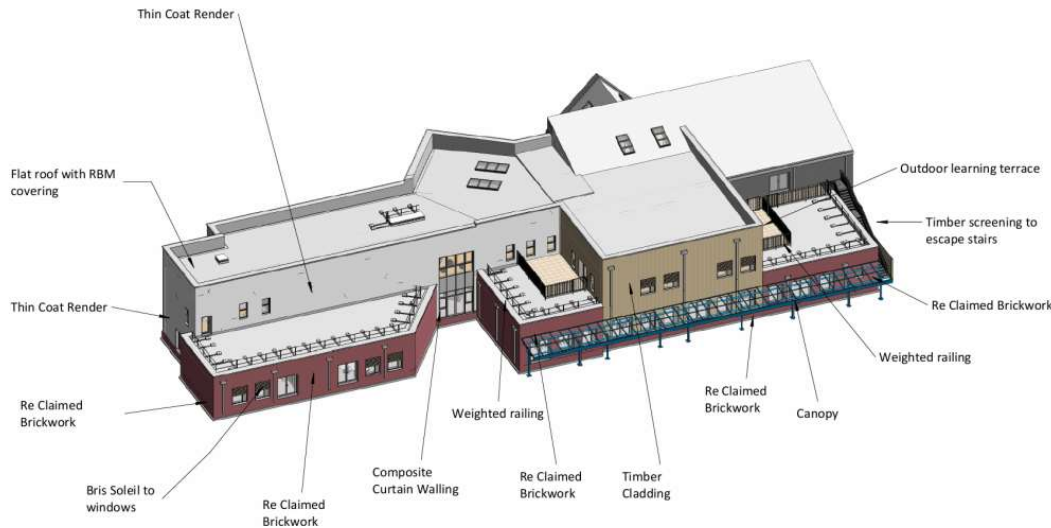 Thin Coat Render
Flat roof with RBM
covering
Thin Coat Render
Re Claimed
Brickwork
Bris Soleil to
windows
Re Claimed
Brickwork
Composite
Curtain Walling
Weighted railing
Re Claimed
Brickwork
Timber
Cladding
Re Claimed
Brickwork
Canopy
Weighted railing
Re Claimed Brickwork
Timber screening to
escape stairs
Outdoor learning terrace